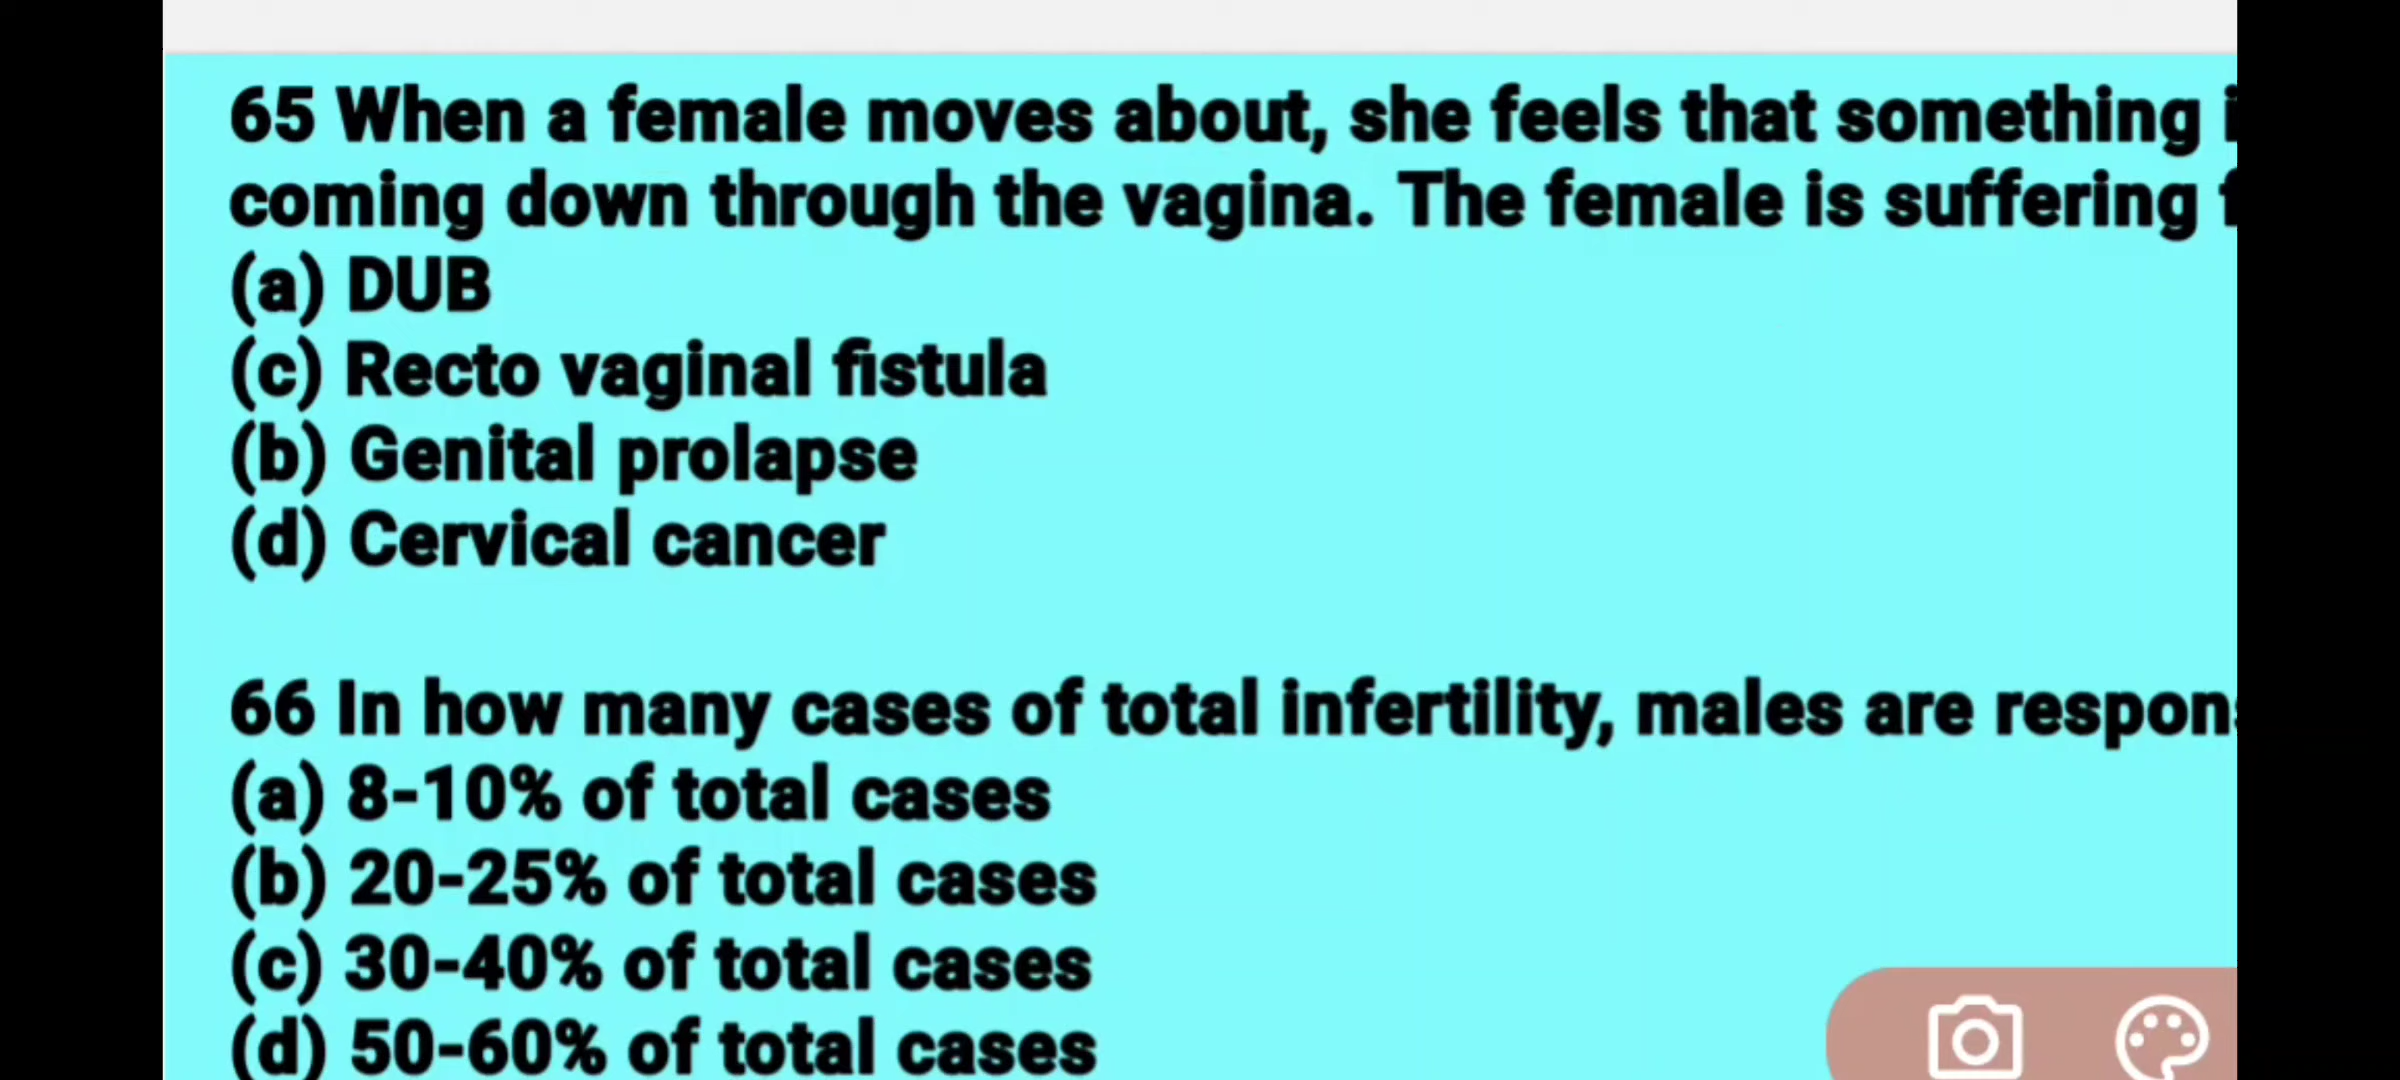 65 When a female moves about, she feels that something
coming down through the vagina. The female is suffering
(a) DUB
(c) Recto vaginal fistula
(b) Genital prolapse
(d) Cervical cancer
66 In how many cases of total infertility, males are
(a) 8-10% of total cases
(b) 20-25% of total cases
(c) 30-40% of total cases
(d) 50-60% of total cases